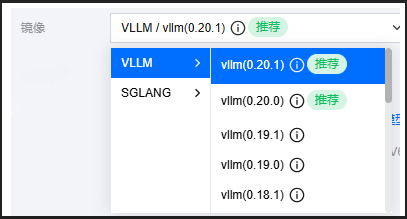 镜像
VLLM / vllm(0.20.1) 推荐
VLLM
SGLANG
vllm(0.20.1) 推荐
vllm(0.20.0) 推荐
vllm(0.19.1)
vllm(0.19.0)
vllm(0.18.1)